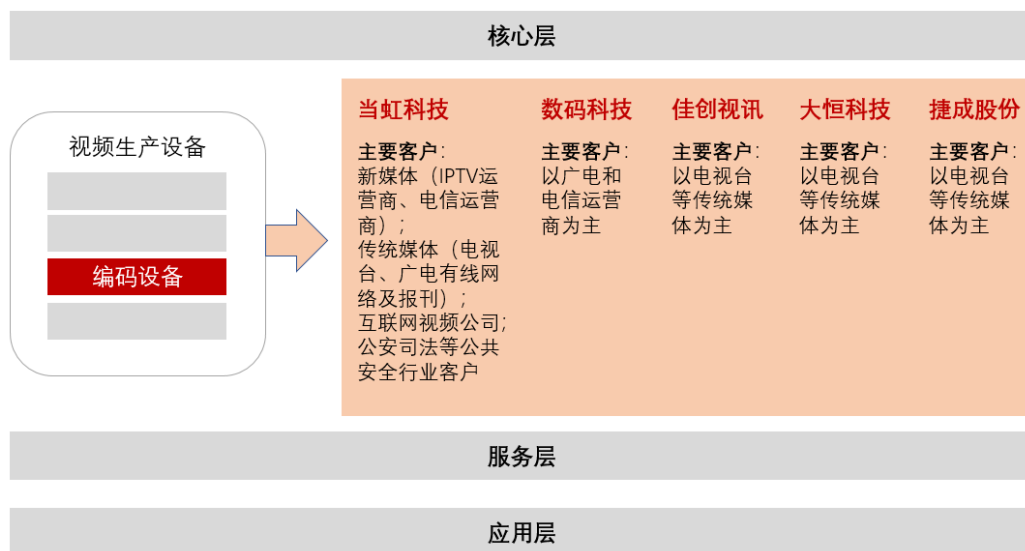 核心层
视频生产设备
编码设备
当虹科技
主要客户：
新媒体（IPTV运
营商、电信运营
商）；
传统媒体（电视
台、广电有线网
络及报刊）；
互联网视频公司；
公安司法等公共
安全行业客户
数码科技
主要客户：
以广电和
电信运营
商为主
佳创视讯
主要客户：
以电视台
等传统媒
体为主
大恒科技
主要客户：
以电视台
等传统媒
体为主
捷成股份
主要客户：
以电视台
等传统媒
体为主
服务层
应用层